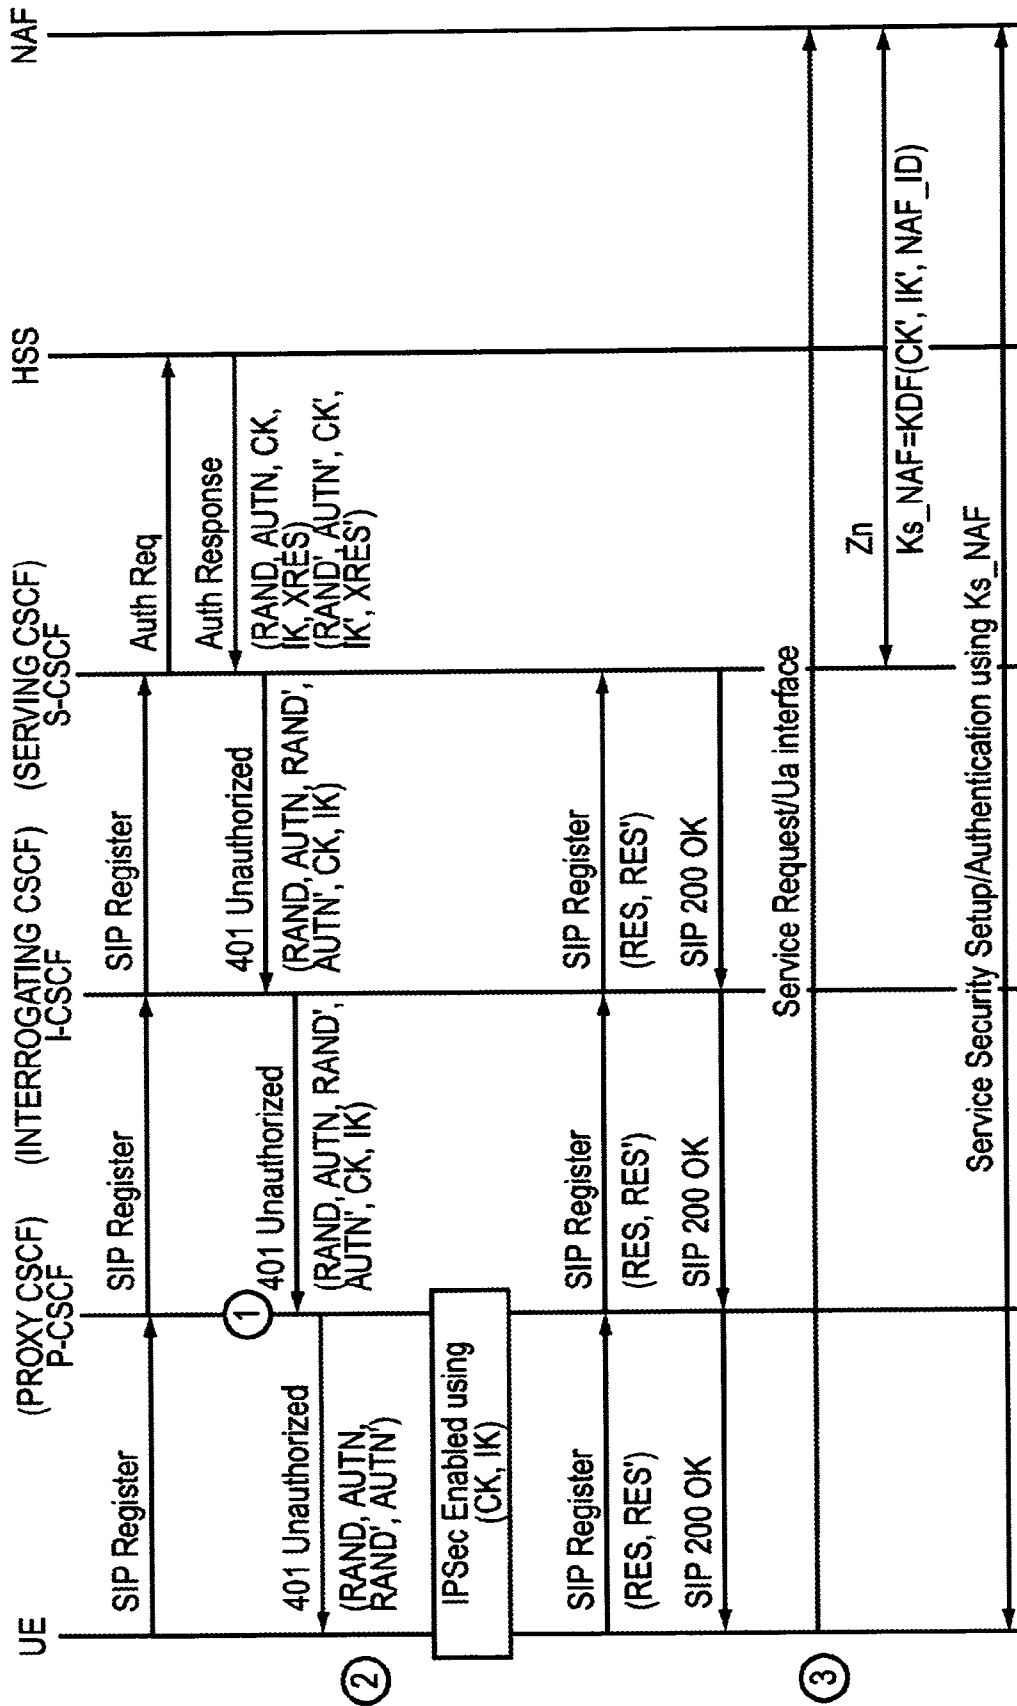 UE
(PROXY CSCF)
P-CSCF
(INTERROGATING CSCF)
I-CSCF
(SERVING CSCF)
S-CSCF
HSS
NAF
SIP Register
SIP Register
SIP Register
Auth Req
Auth Response
(RAND, AUTN, CK,
IK, XRES)
(RAND', AUTN', CK',
IK', XRES')
401 Unauthorized
(RAND, AUTN, RAND',
AUTN', CK, IK)
1
401 Unauthorized
(RAND, AUTN, RAND',
AUTN', CK, IK)
2
401 Unauthorized
(RAND, AUTN,
RAND', AUTN')
IPSec Enabled using
(CK, IK)
SIP Register
(RES, RES')
SIP Register
(RES, RES')
SIP Register
(RES, RES')
SIP 200 OK
SIP 200 OK
SIP 200 OK
3
Service Request/Ua interface
Zn
Ks_NAF=KDF(CK', IK', NAF_ID)
Service Security Setup/Authentication using Ks_NAF